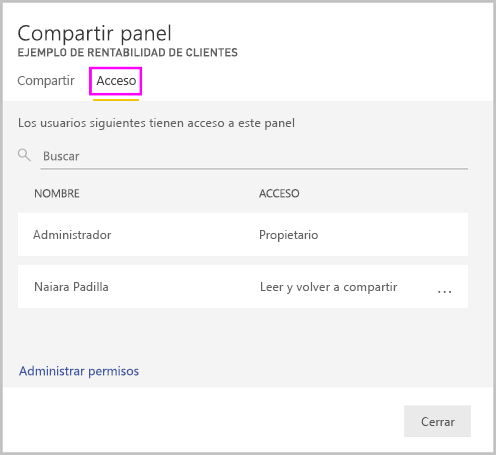 Compartir panel
EJEMPLO DE RENTABILIDAD DE CLIENTES
Compartir Acceso
Los usuarios siguientes tienen acceso a este panel
Buscar
NOMBRE ACCESO
Administrador Propietario
Naiara Padilla Leer y volver a compartir ...
Administrar permisos
Cerrar